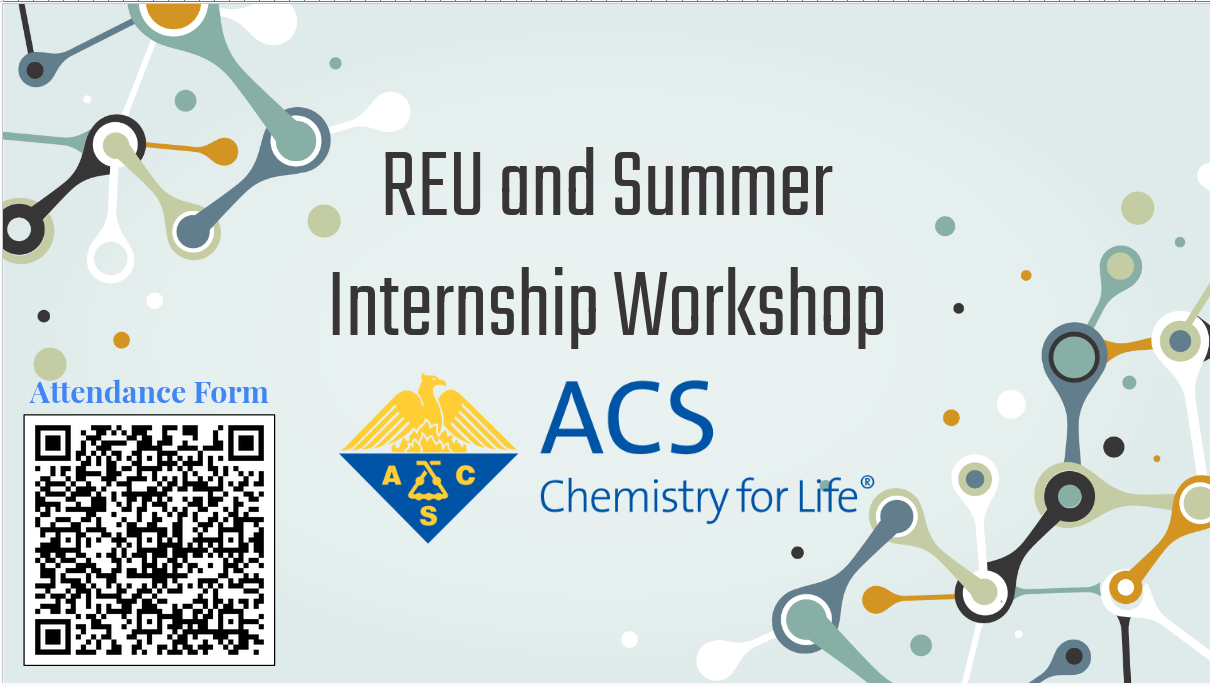 REU and Summer
Internship Workshop
Attendance Form
A C
S
ACS
Chemistry for Life®